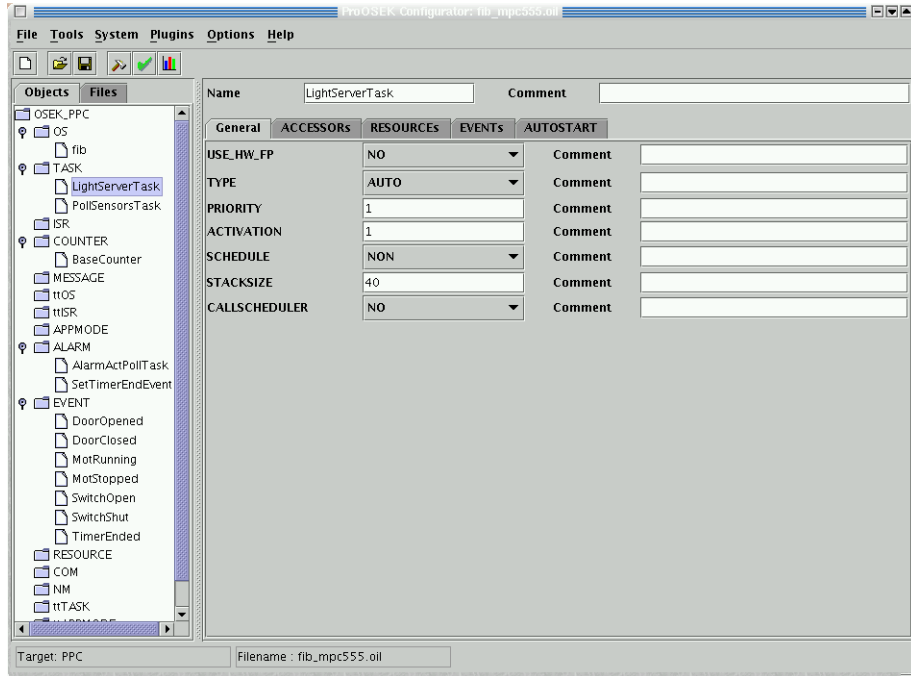 ProOSEK Configurator: fib_mpc555.oil
File Tools System Plugins Options Help
Objects Files
OSEK_PPC
OS
fib
TASK
LightServerTask
PollSensorsTask
ISR
COUNTER
BaseCounter
MESSAGE
ttOS
ttISR
APPMODE
ALARM
AlarmActPollTask
SetTimerEndEvent
EVENT
DoorOpened
DoorClosed
MotRunning
MotStopped
SwitchOpen
SwitchShut
TimerEnded
RESOURCE
COM
NM
ttTASK
Name LightServerTask Comment
General ACCESSORs RESOURCEs EVENTs AUTOSTART
USE_HW_FP NO Comment
TYPE AUTO Comment
PRIORITY 1 Comment
ACTIVATION 1 Comment
SCHEDULE NON Comment
STACKSIZE 40 Comment
CALLSCHEDULER NO Comment
Target: PPC Filename : fib_mpc555.oil